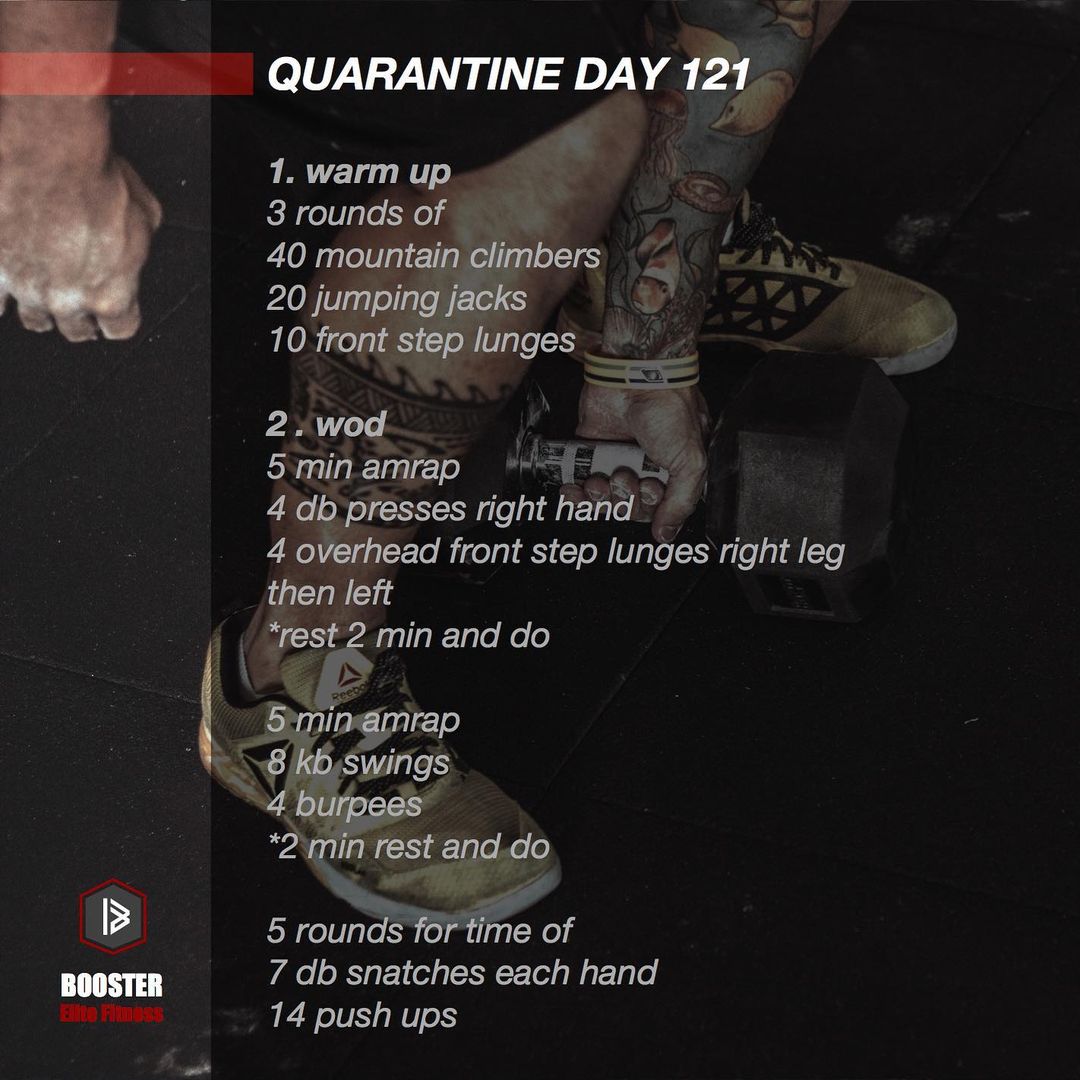 QUARANTINE DAY 121
1. warm up
3 rounds of
40 mountain climbers
20 jumping jacks
10 front step lunges
2 . wod
5 min amrap
4 db presses right hand
4 overhead front step lunges right leg
then left
*rest 2 min and do
Reebok
5 min amrap
8 kb swings
4 burpees
*2 min rest and do
5 rounds for time of
7 db snatches each hand
14 push ups
BOOSTER
Elite Fitness